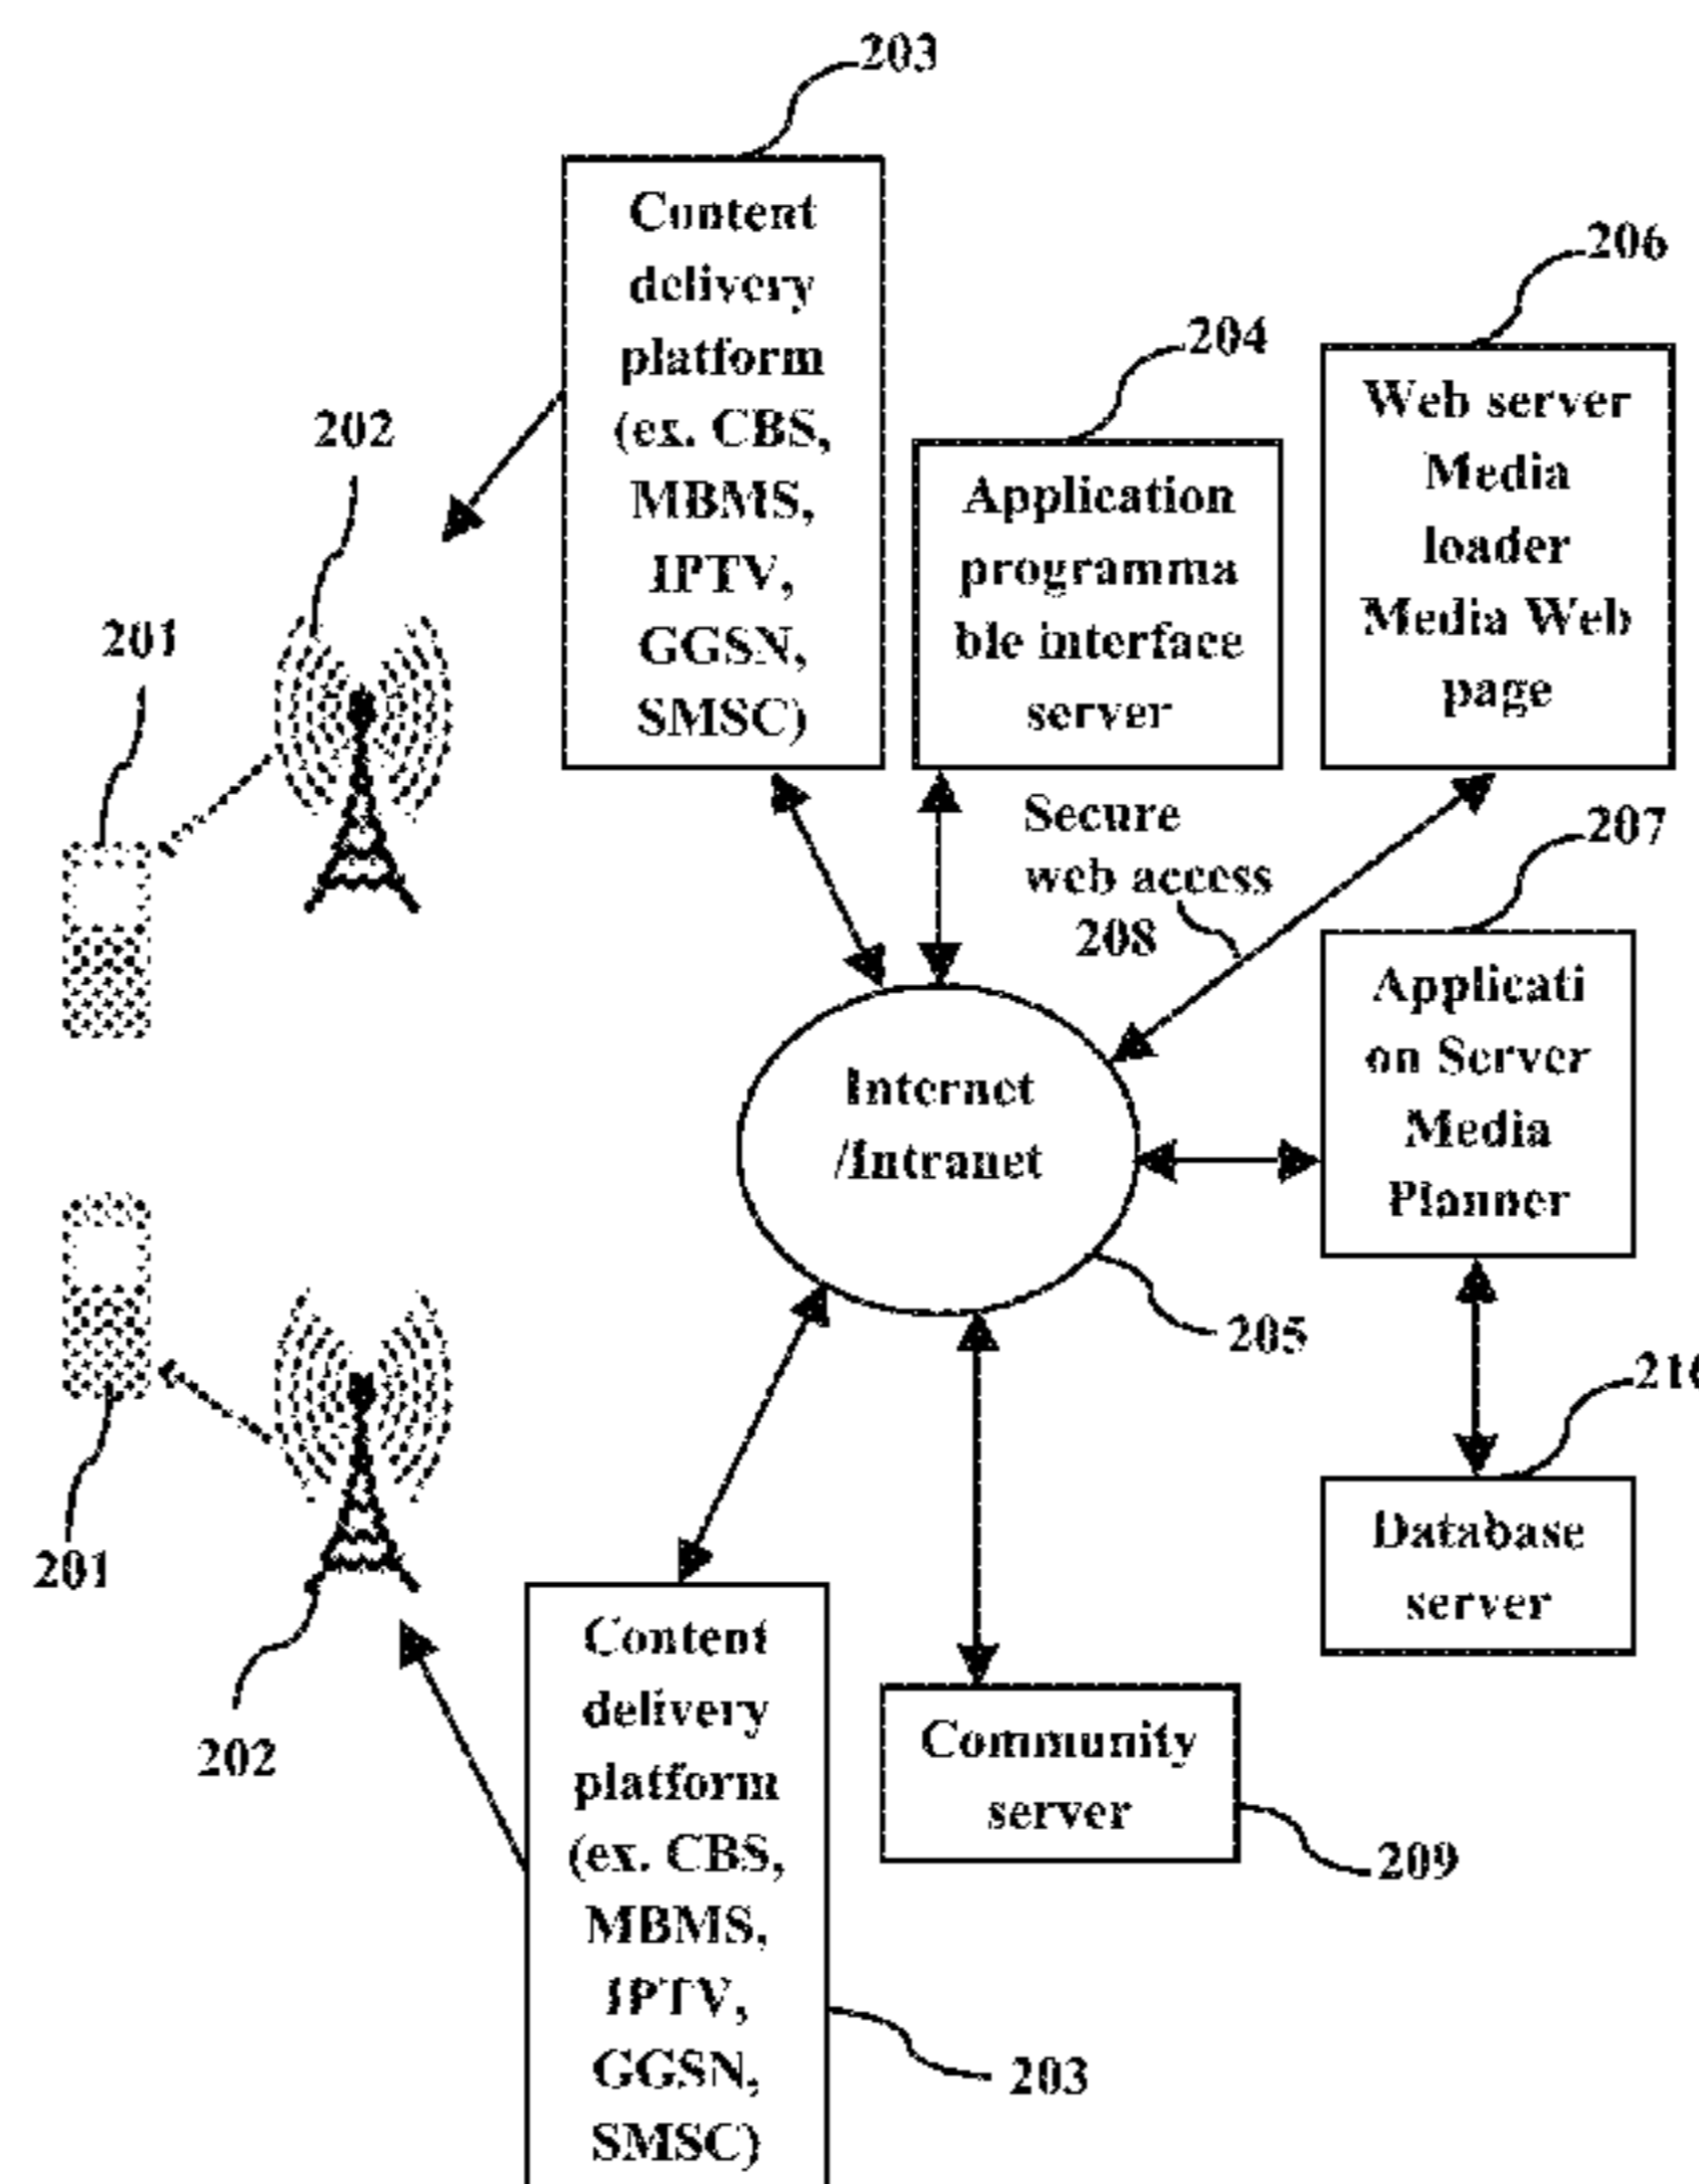 203
Content
delivery
platform
(ex. CBS,
MBMS,
IPTV,
GGSN,
SMSC)
206
Web server
Media
loader
Media Web
page
204
Application
programma
ble interface
server
202
201
Secure
web access
208
207
Applicati
on Server
Media
Planner
Internet
/Intranet
205
Database
server
201
202
Content
delivery
platform
(ex. CBS,
MBMS,
IPTV,
GGSN,
SMSC)
Community
server
209
203